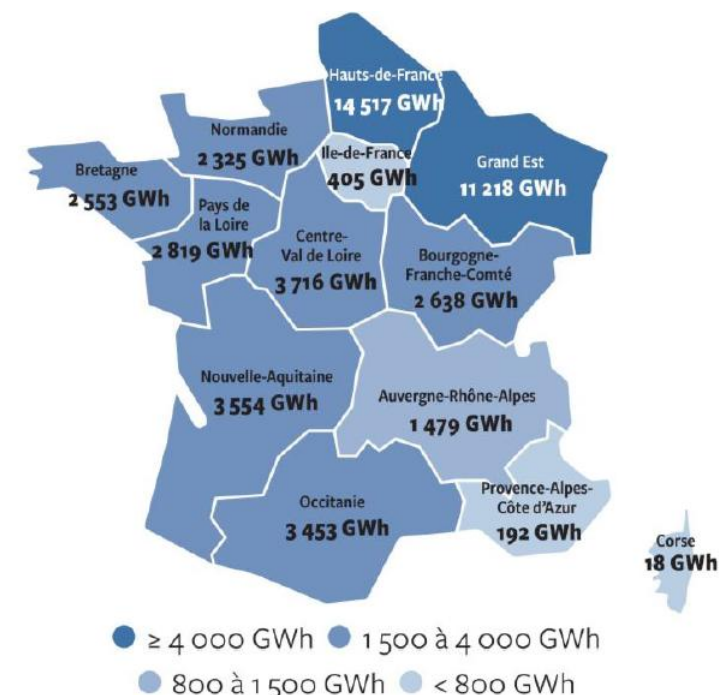 Hauts-de-France
14 517 GWh
Normandie
2 325 GWh
Ile-de-France
405 GWh
Grand Est
11 218 GWh
Bretagne
2 553 GWh
Pays de
la Loire
2 819 GWh
Centre-
Val de Loire
3 716 GWh
Bourgogne-
Franche-Comté
2 638 GWh
Nouvelle-Aquitaine
3 554 GWh
Auvergne-Rhône-Alpes
1 479 GWh
Occitanie
3 453 GWh
Provence-Alpes-
Côte d'Azur
192 GWh
Corse
18 GWh
≥ 4 000 GWh 1 500 à 4 000 GWh
800 à 1 500 GWh < 800 GWh